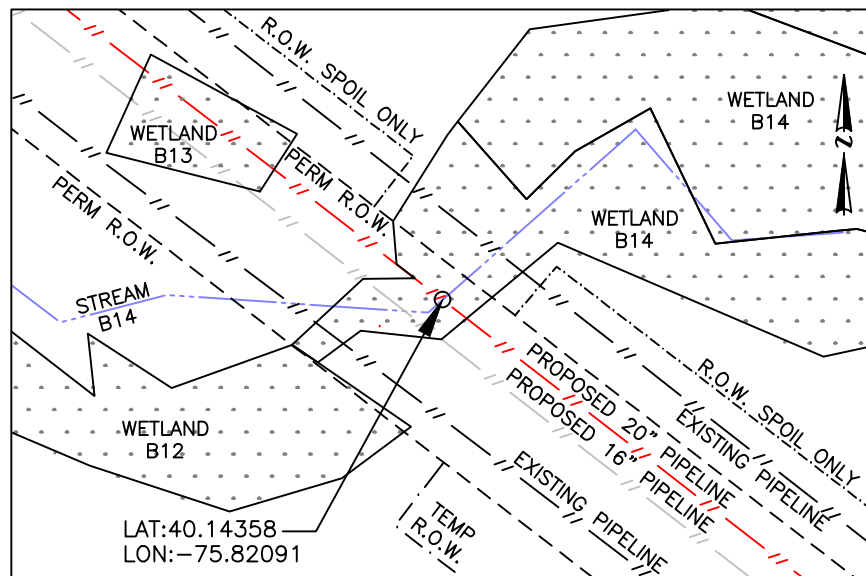 R.O.W. SPOIL ONLY
WETLAND
B14
WETLAND
B13
PERM R.O.W.
N
PERM R.O.W.
WETLAND
B14
STREAM
B14
PROPOSED 20" PIPELINE
PROPOSED 16" PIPELINE
R.O.W. SPOIL ONLY
EXISTING PIPELINE
WETLAND
B12
EXISTING PIPELINE
TEMP
R.O.W.
LAT:40.14358
LON:-75.82091